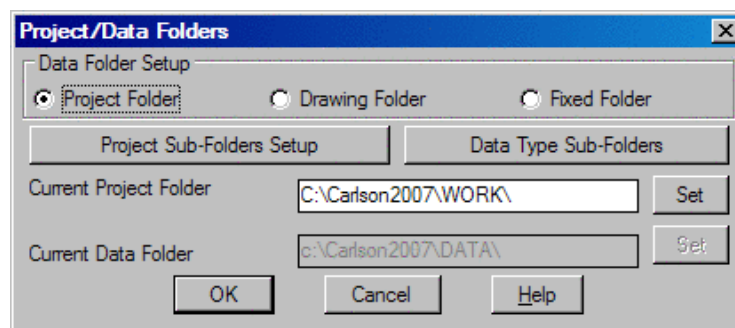 Project/Data Folders
Data Folder Setup
Project Folder Drawing Folder Fixed Folder
Project Sub-Folders Setup Data Type Sub-Folders
Current Project Folder C:\Carlson2007\WORK\ Set
Current Data Folder c:\Carlson2007\DATA\ Set
OK Cancel Help